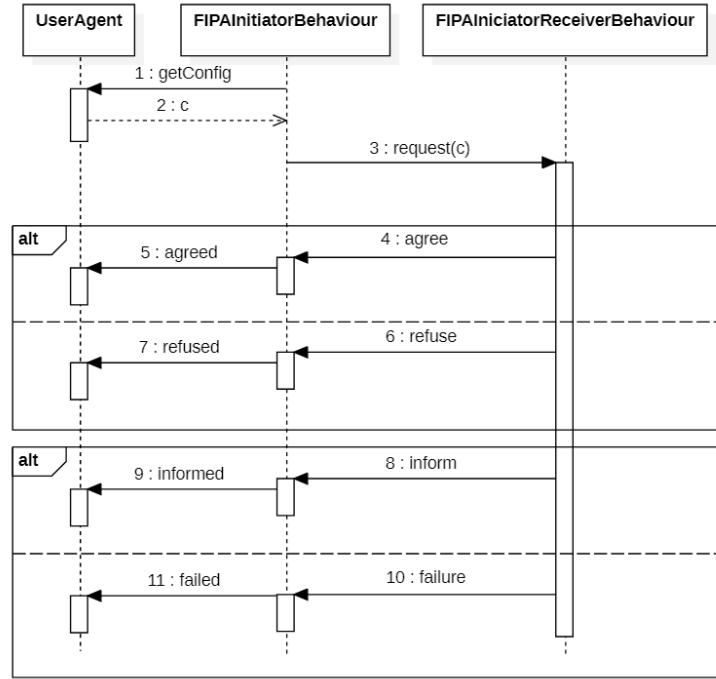 UserAgent
FIPAInitiatorBehaviour
FIPAIniciatorReceiverBehaviour
1 : getConfig
2 : c
3 : request(c)
alt
4 : agree
5 : agreed
6 : refuse
7 : refused
alt
8 : inform
9 : informed
10 : failure
11 : failed